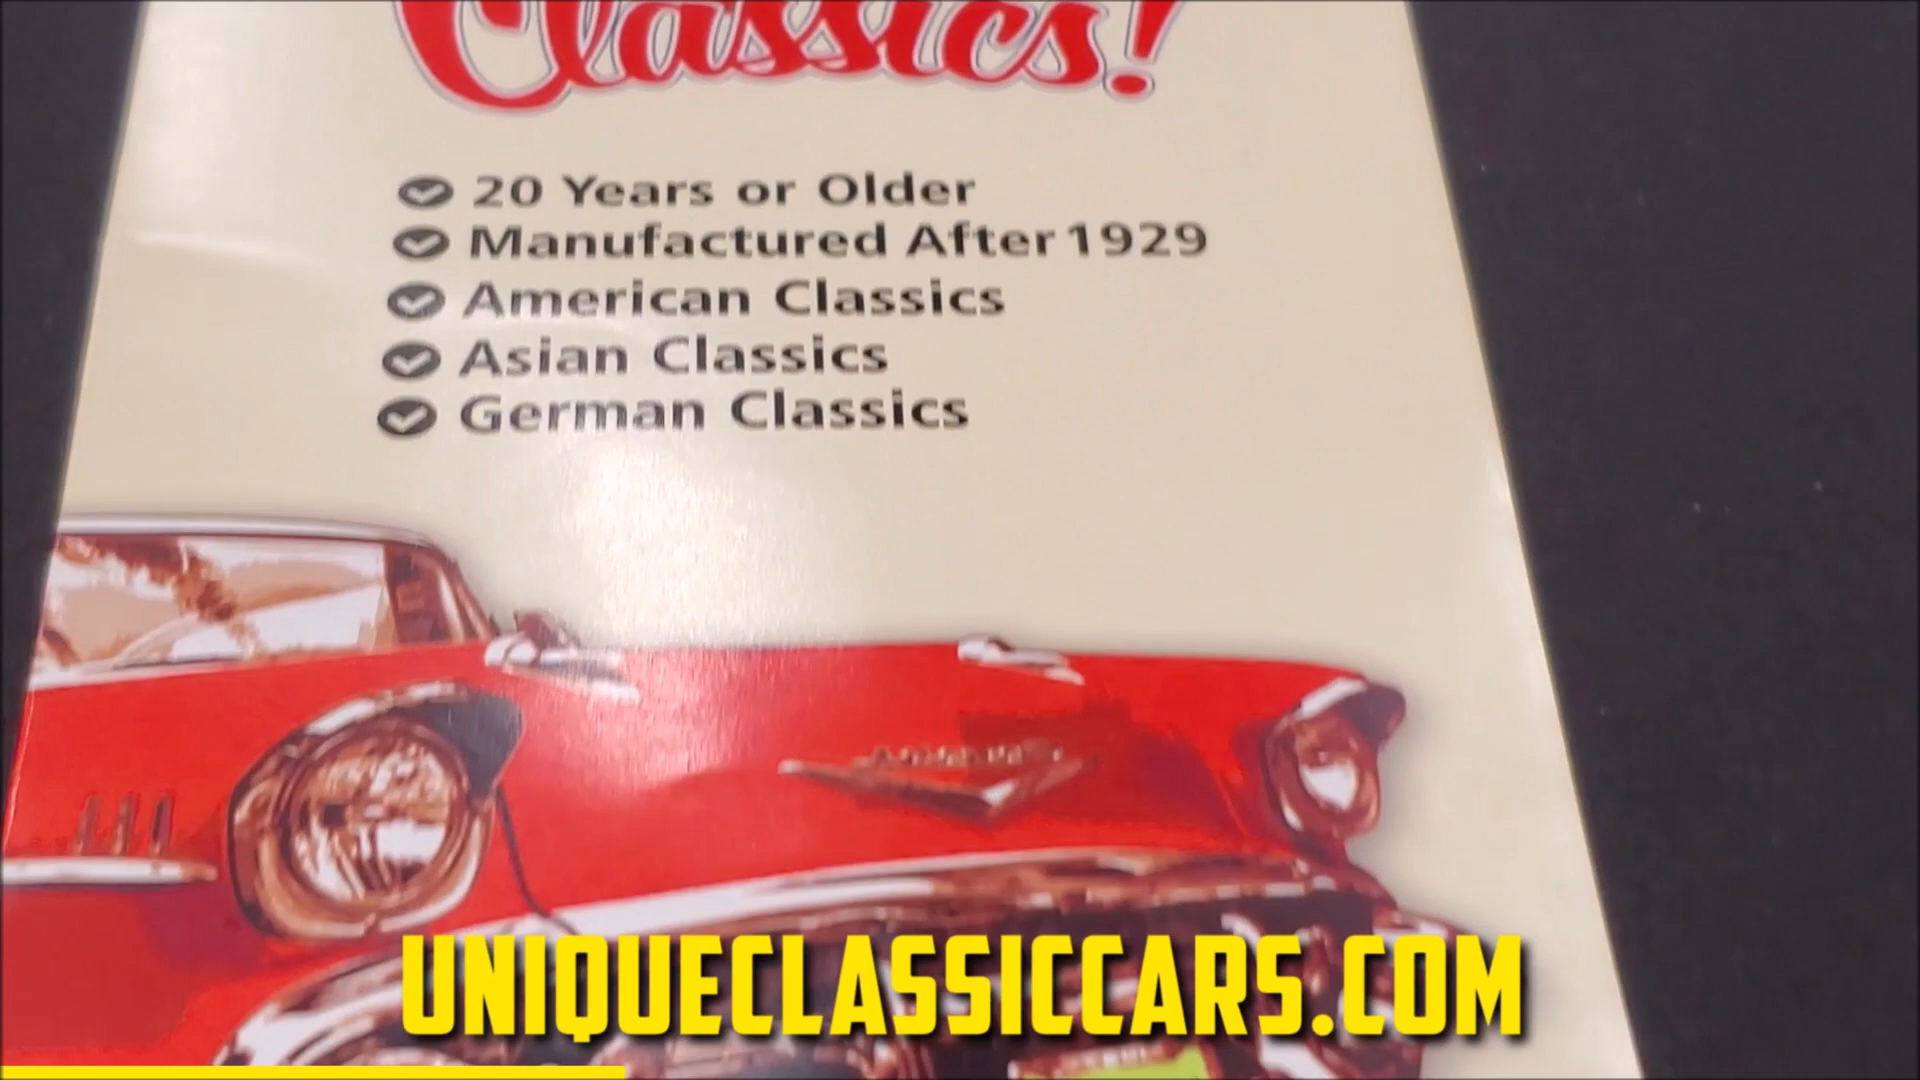 Classics!
20 Years or Older
Manufactured After 1929
American Classics
Asian Classics
German Classics
UNIQUECLASSICCARS.COM